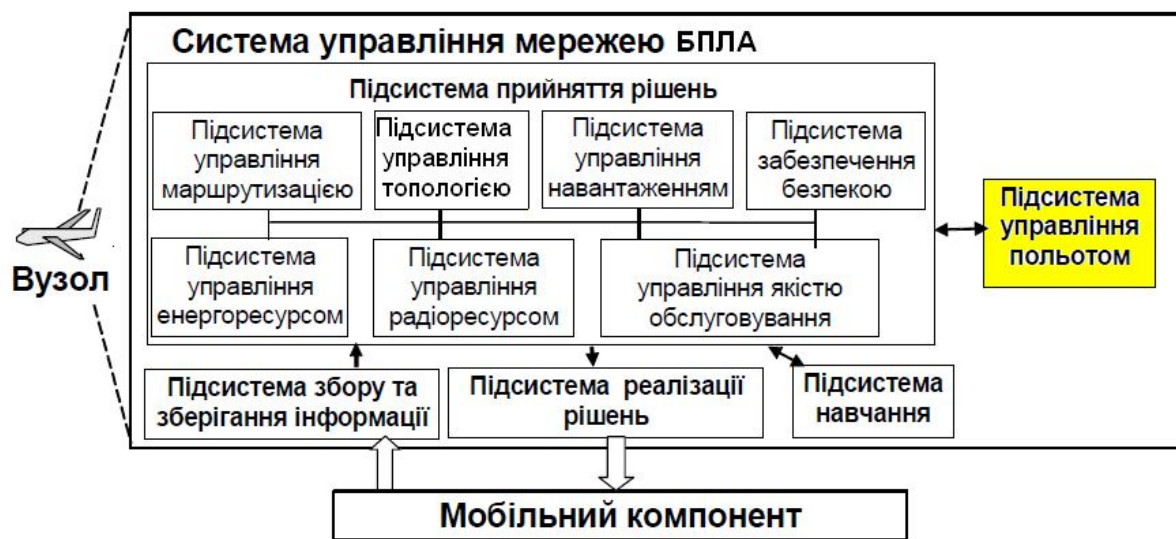 Система управління мережею БПЛА
Підсистема прийняття рішень
Підсистема
управління
маршрутизацією
Підсистема
управління
топологією
Підсистема
управління
навантаженням
Підсистема
забезпечення
безпекою
Підсистема
управління
енергоресурсом
Підсистема
управління
радіоресурсом
Підсистема
управління якістю
обслуговування
Підсистема
управління
польотом
Вузол
Підсистема збору та
зберігання інформації
Підсистема реалізації
рішень
Підсистема
навчання
Мобільний компонент